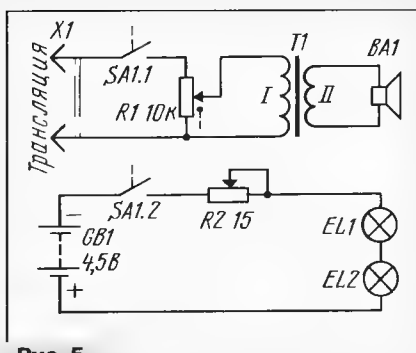 X1
Трансляция
SA1.1
R1 10к
I
T1
II
BA1
SA1.2
R2 15
−
GB1
4,5В
+
EL1
EL2
Рис. 5